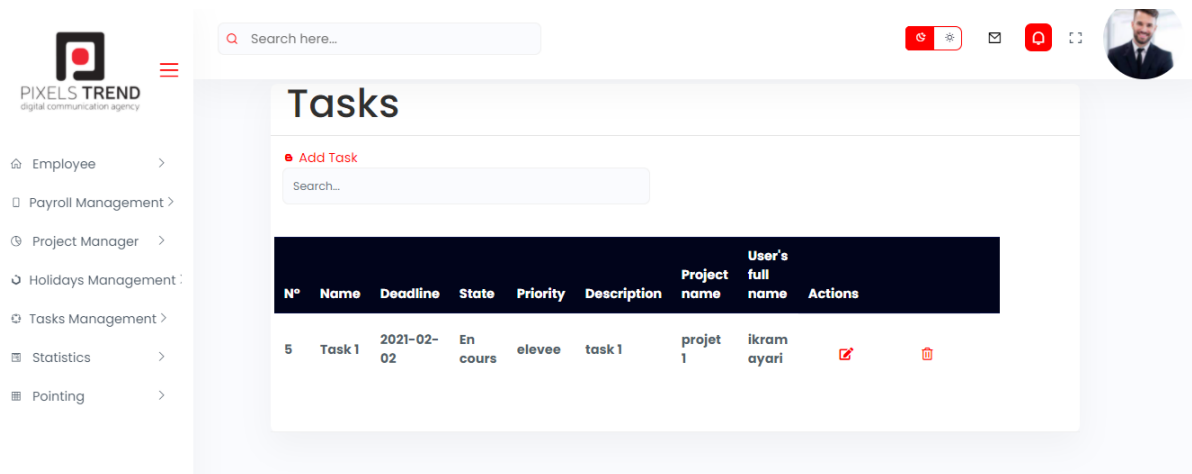 PIXELS TREND
digital communication agency
Search here...
Employee
Payroll Management
Project Manager
Holidays Management
Tasks Management
Statistics
Pointing
Tasks
Add Task
Search...
N° Name Deadline State Priority Description Project name User's full name Actions
5 Task 1 2021-02-02 En cours elevee task 1 projet 1 ikram ayari